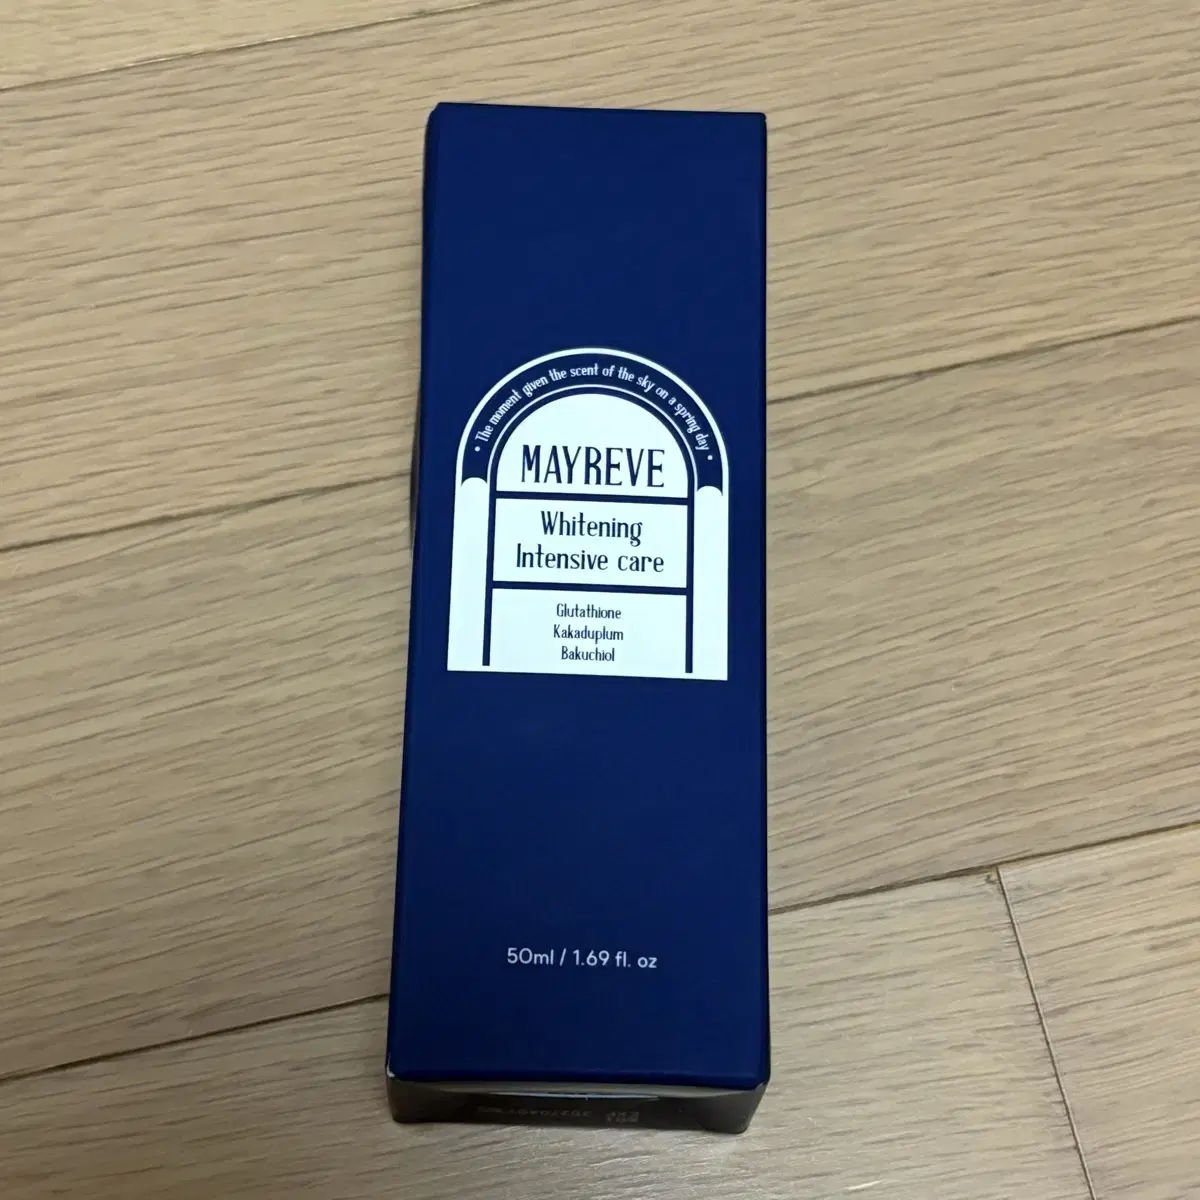 • The moment given the scent of the sky on a spring day •
MAYREVE
Whitening
Intensive care
Glutathione
Kakaduplum
Bakuchiol
50ml / 1.69 fl. oz